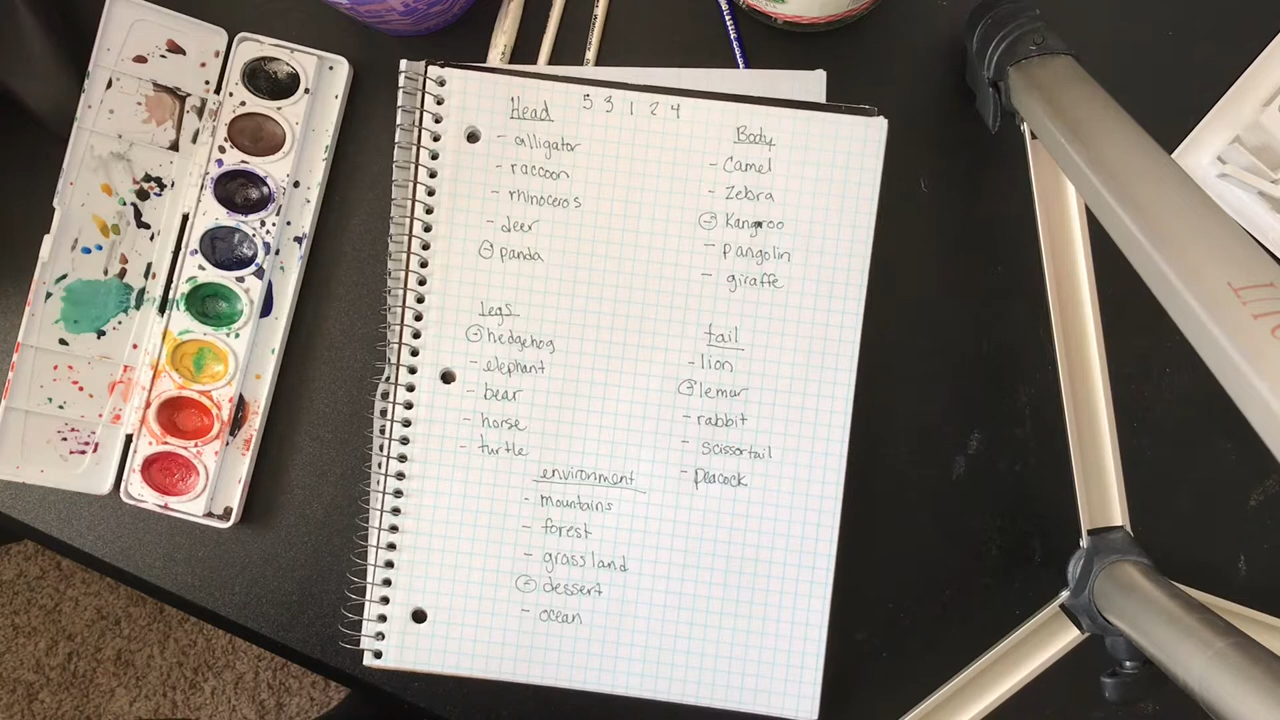 Head
5 3 1 2 4
- alligator
- raccoon
- rhinoceros
- deer
- panda
Body
- Camel
- Zebra
- Kangroo
- pangolin
- giraffe
Legs
- hedgehog
- elephant
- bear
- horse
- turtle
tail
- lion
- lemur
- rabbit
- scissortail
- peacock
environment
- mountains
- forest
- grassland
- dessert
- ocean